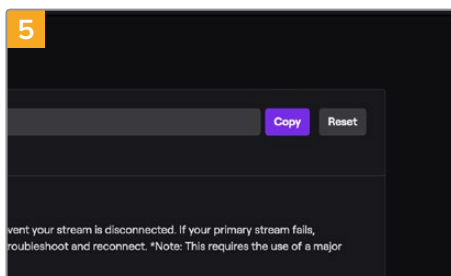 5
Copy Reset
vent your stream is disconnected. If your primary stream fails,
roubleshoot and reconnect. *Note: This requires the use of a major